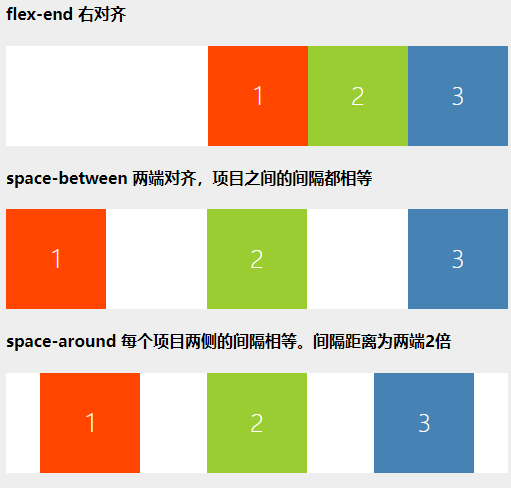 flex-end 右对齐
1 2 3
space-between 两端对齐，项目之间的间隔都相等
1 2 3
space-around 每个项目两侧的间隔相等。间隔距离为两端2倍
1 2 3